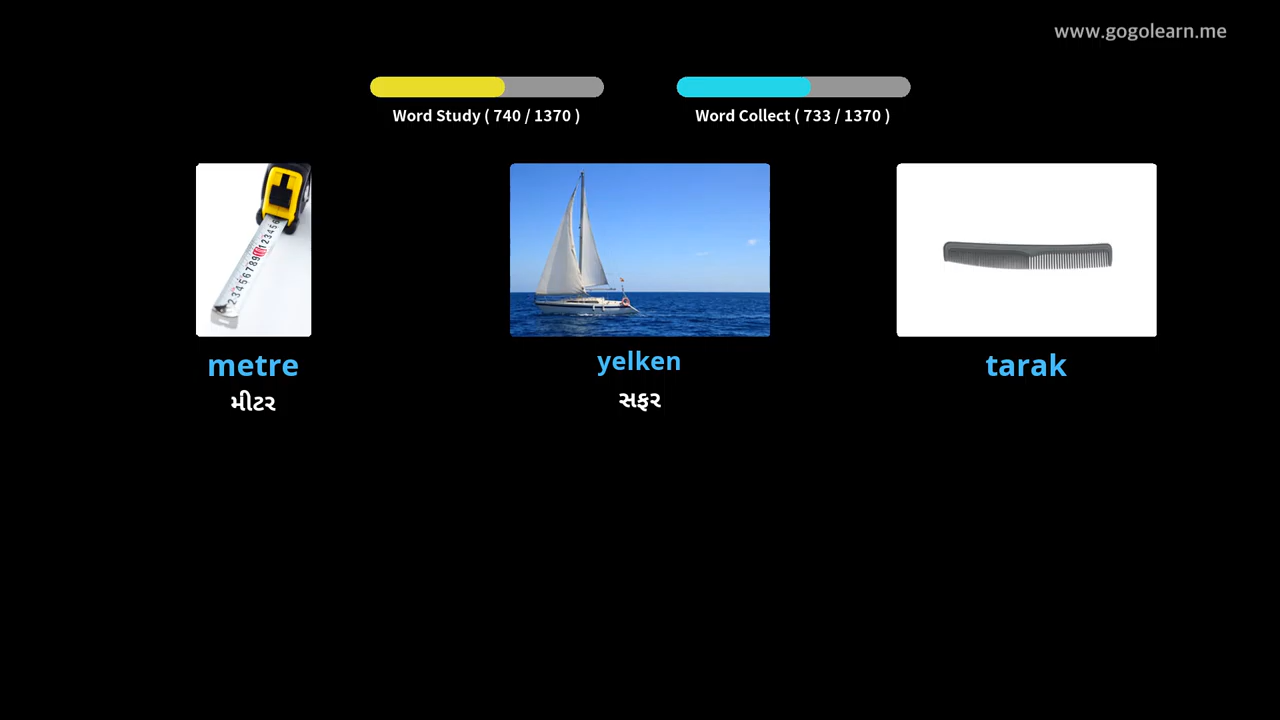 www.gogolearn.me
Word Study ( 740 / 1370 )
Word Collect ( 733 / 1370 )
metre
yelken
tarak
મીટર
સફર